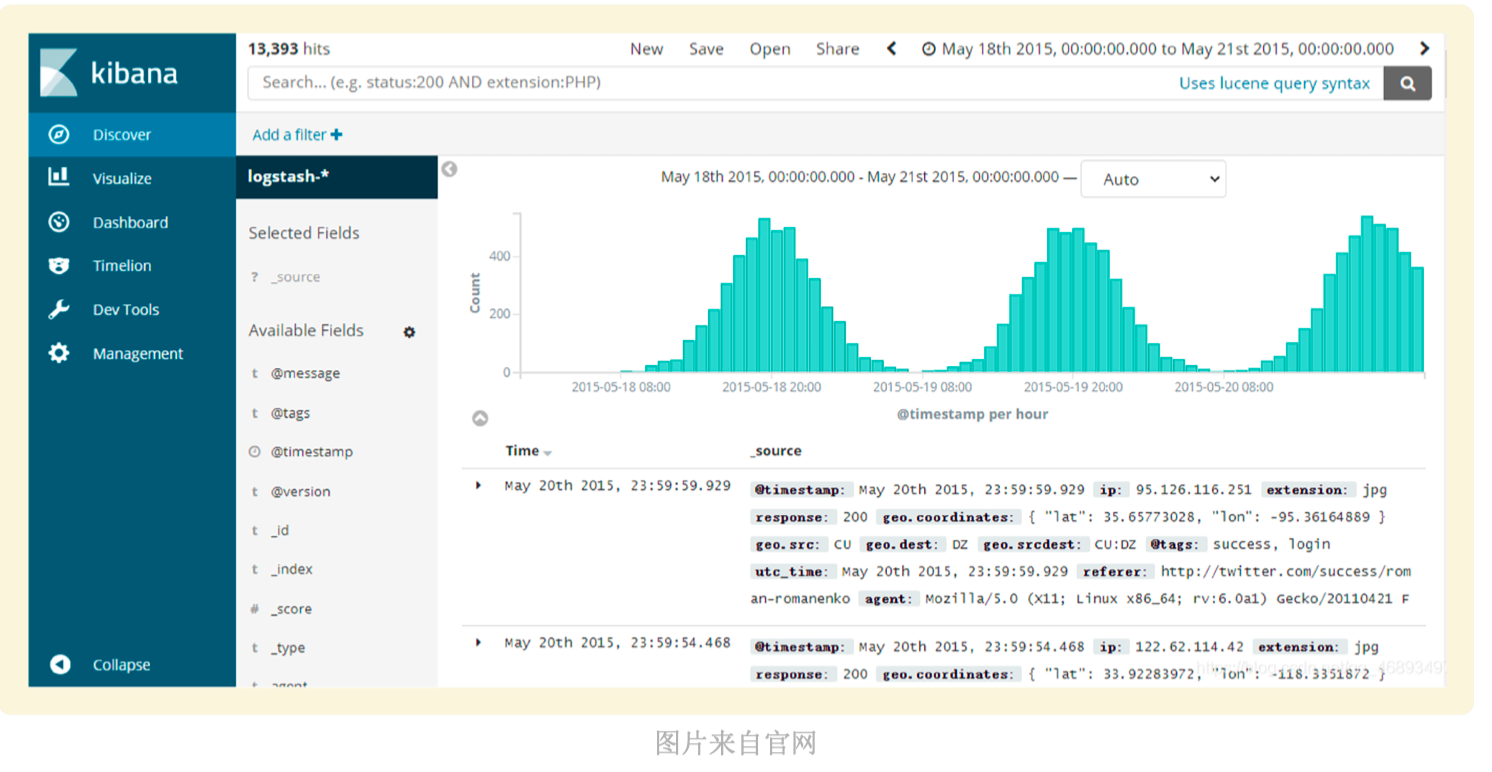 kibana
Discover
Visualize
Dashboard
Timelion
Dev Tools
Management
Collapse
13,393 hits
New Save Open Share May 18th 2015, 00:00:00.000 to May 21st 2015, 00:00:00.000
Search... (e.g. status:200 AND extension:PHP) Uses lucene query syntax
Add a filter
logstash-*
Selected Fields
? _source
Available Fields
t @message
t @tags
@timestamp
t @version
t _id
t _index
# _score
t _type
t agent
May 18th 2015, 00:00:00.000 - May 21st 2015, 00:00:00.000 — Auto
Count
400
200
0
2015-05-18 08:00 2015-05-18 20:00 2015-05-19 08:00 2015-05-19 20:00 2015-05-20 08:00
@timestamp per hour
Time _source
May 20th 2015, 23:59:59.929 @timestamp: May 20th 2015, 23:59:59.929 ip: 95.126.116.251 extension: jpg
response: 200 geo.coordinates: { "lat": 35.65773028, "lon": -95.36164889 }
geo.src: CU geo.dest: DZ geo.srcdest: CU:DZ @tags: success, login
utc_time: May 20th 2015, 23:59:59.929 referer: http://twitter.com/success/rom
an-romanenko agent: Mozilla/5.0 (X11; Linux x86_64; rv:6.0a1) Gecko/20110421 F
May 20th 2015, 23:59:54.468 @timestamp: May 20th 2015, 23:59:54.468 ip: 122.62.114.42 extension: jpg
response: 200 geo.coordinates: { "lat": 33.92283972, "lon": -118.3351872 }
图片来自官网